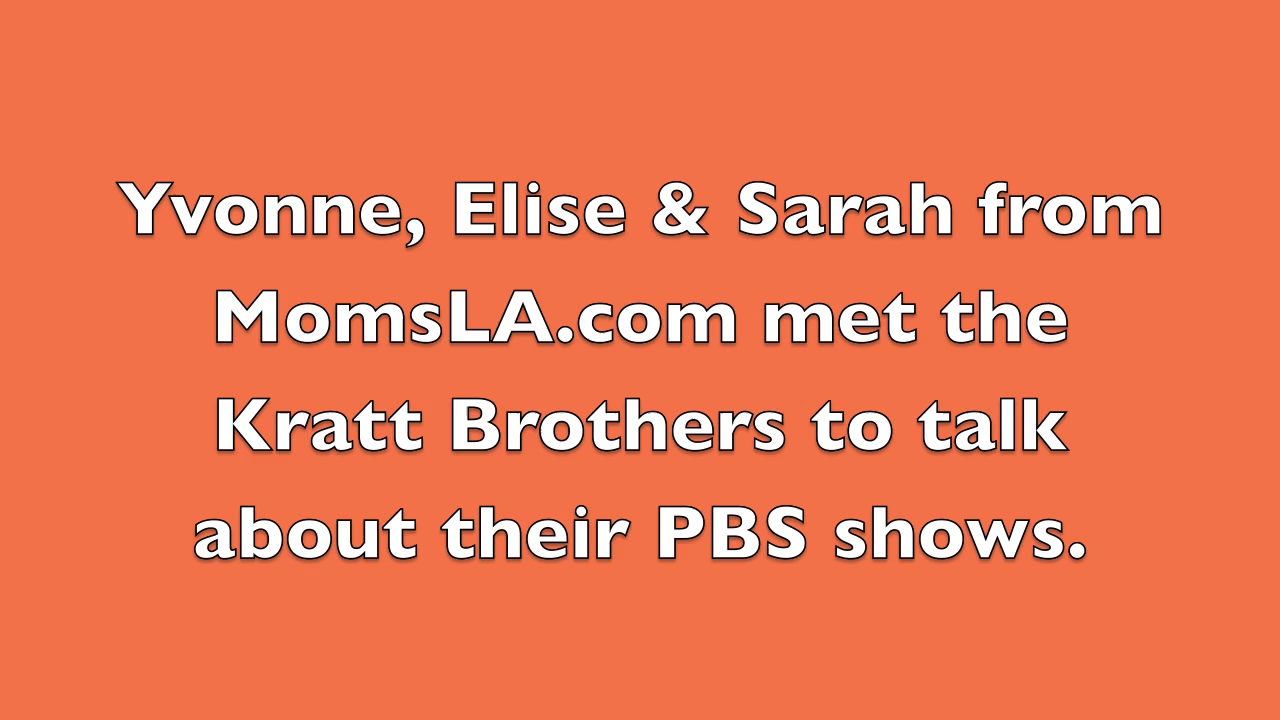 Yvonne, Elise & Sarah from
MomsLA.com met the
Kratt Brothers to talk
about their PBS shows.